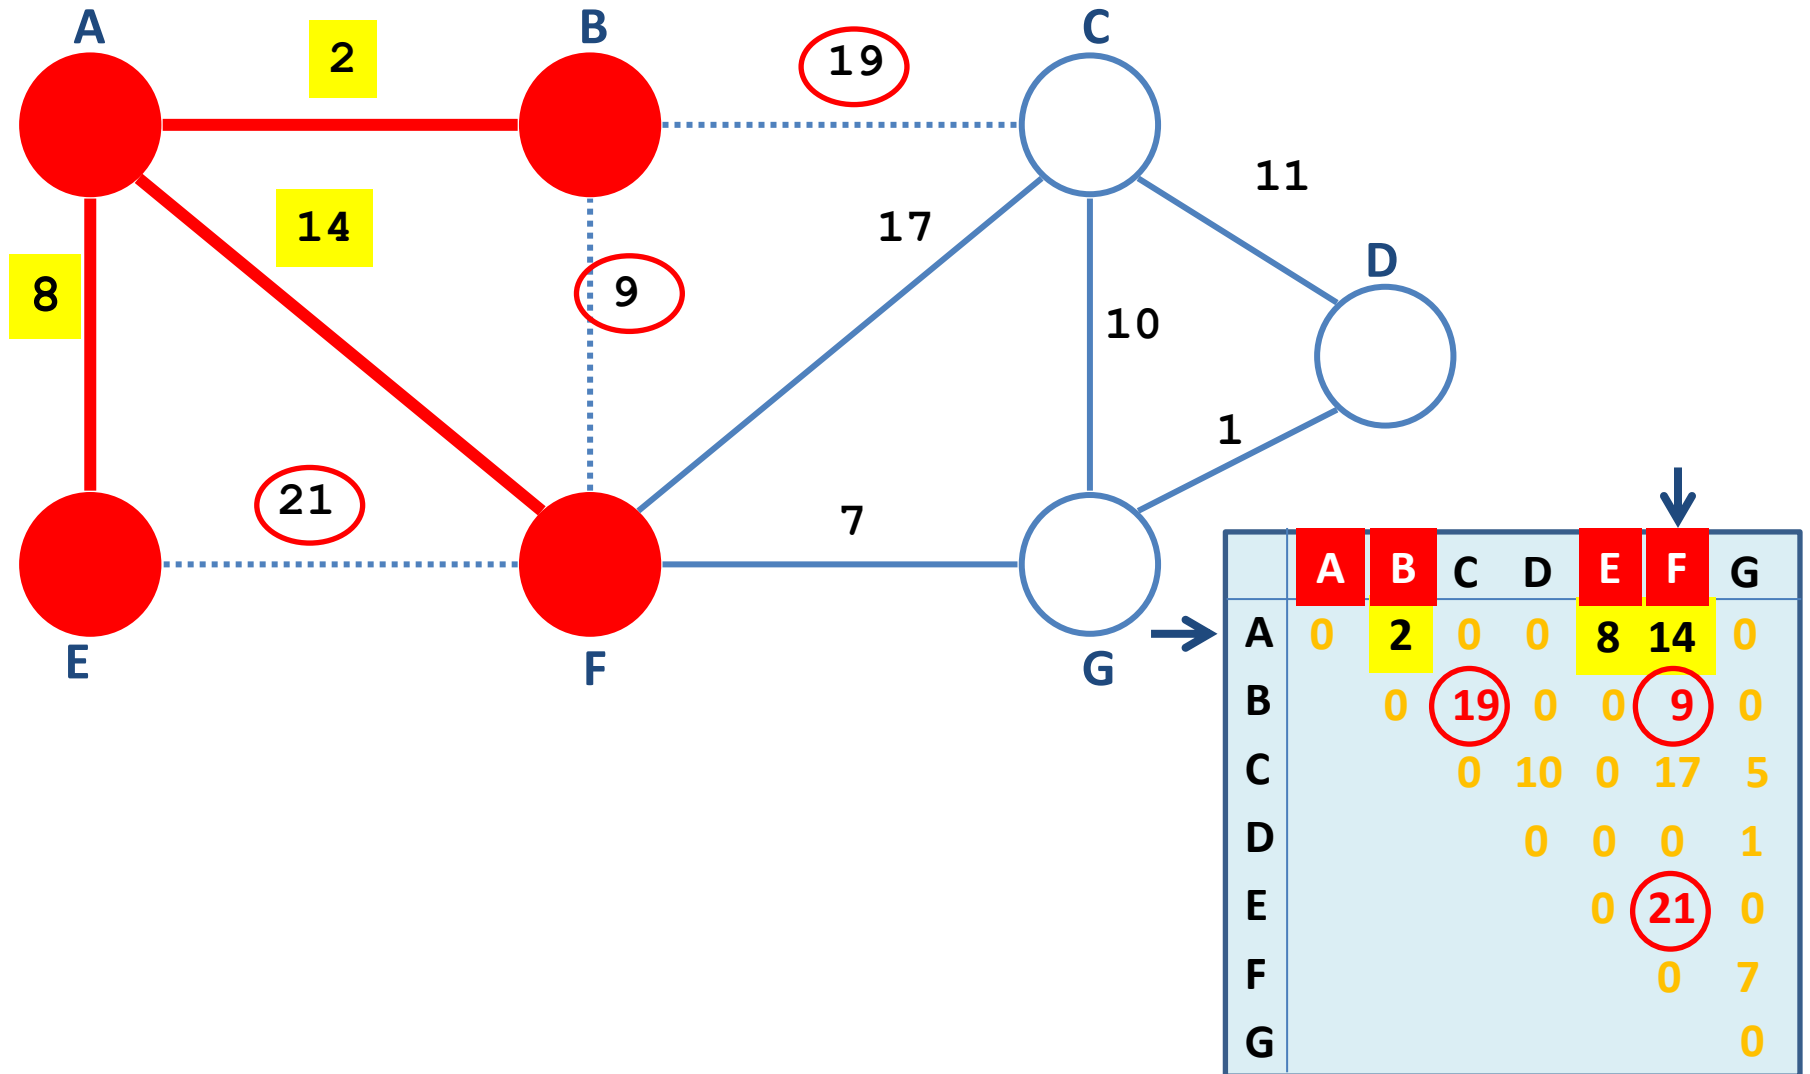 A B C
2 19
11
14 17
D
8 9
10
1
21 7
E F G
A B C D E F G
A 0 2 0 0 8 14 0
B 0 19 0 0 9 0
C 0 10 0 17 5
D 0 0 0 1
E 0 21 0
F 0 7
G 0